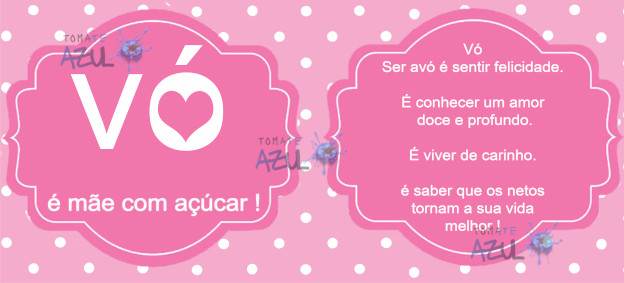 TOMATE
AZUL
VÓ
é mãe com açúcar !
TOMATE
AZUL
Vó
Ser avó é sentir felicidade.
É conhecer um amor
doce e profundo.
É viver de carinho.
é saber que os netos
tornam a sua vida
melhor !
TOMATE
AZUL